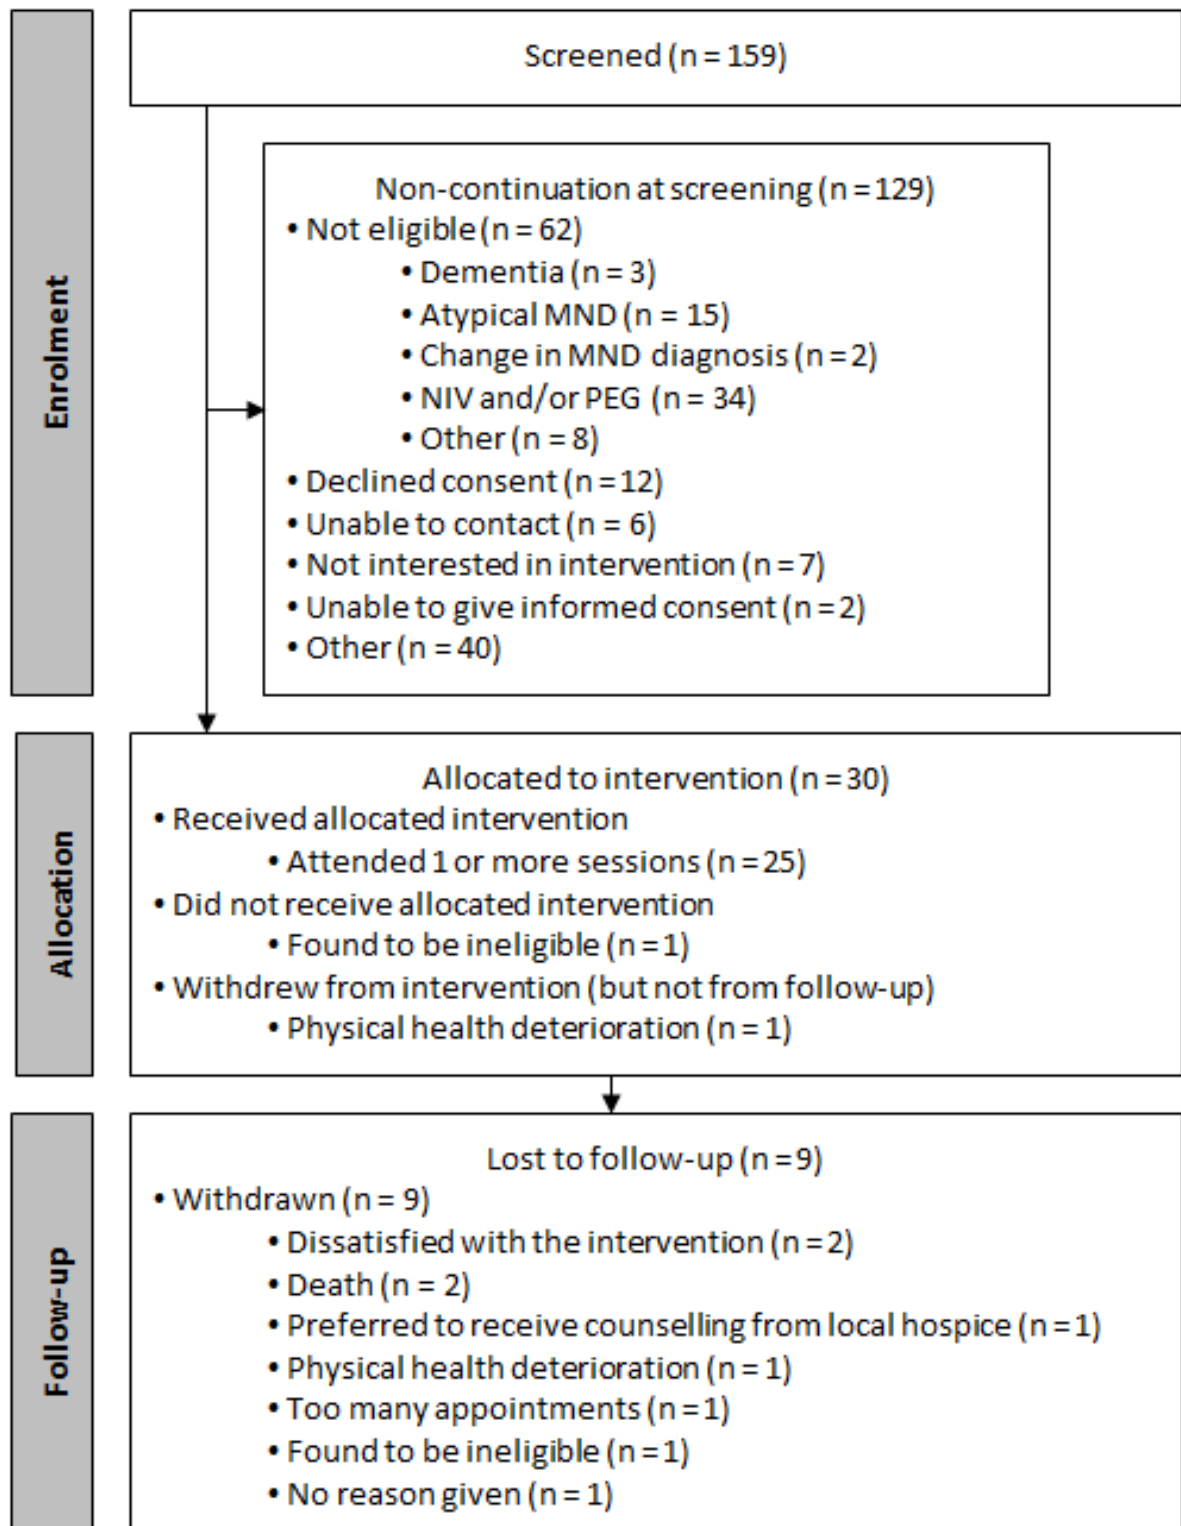 Enrolment
Screened (n = 159)
Non-continuation at screening (n = 129)
• Not eligible (n = 62)
• Dementia (n = 3)
• Atypical MND (n = 15)
• Change in MND diagnosis (n = 2)
• NIV and/or PEG (n = 34)
• Other (n = 8)
• Declined consent (n = 12)
• Unable to contact (n = 6)
• Not interested in intervention (n = 7)
• Unable to give informed consent (n = 2)
• Other (n = 40)
Allocation
Allocated to intervention (n = 30)
• Received allocated intervention
• Attended 1 or more sessions (n = 25)
• Did not receive allocated intervention
• Found to be ineligible (n = 1)
• Withdrew from intervention (but not from follow-up)
• Physical health deterioration (n = 1)
Follow-up
Lost to follow-up (n = 9)
• Withdrawn (n = 9)
• Dissatisfied with the intervention (n = 2)
• Death (n = 2)
• Preferred to receive counselling from local hospice (n = 1)
• Physical health deterioration (n = 1)
• Too many appointments (n = 1)
• Found to be ineligible (n = 1)
• No reason given (n = 1)